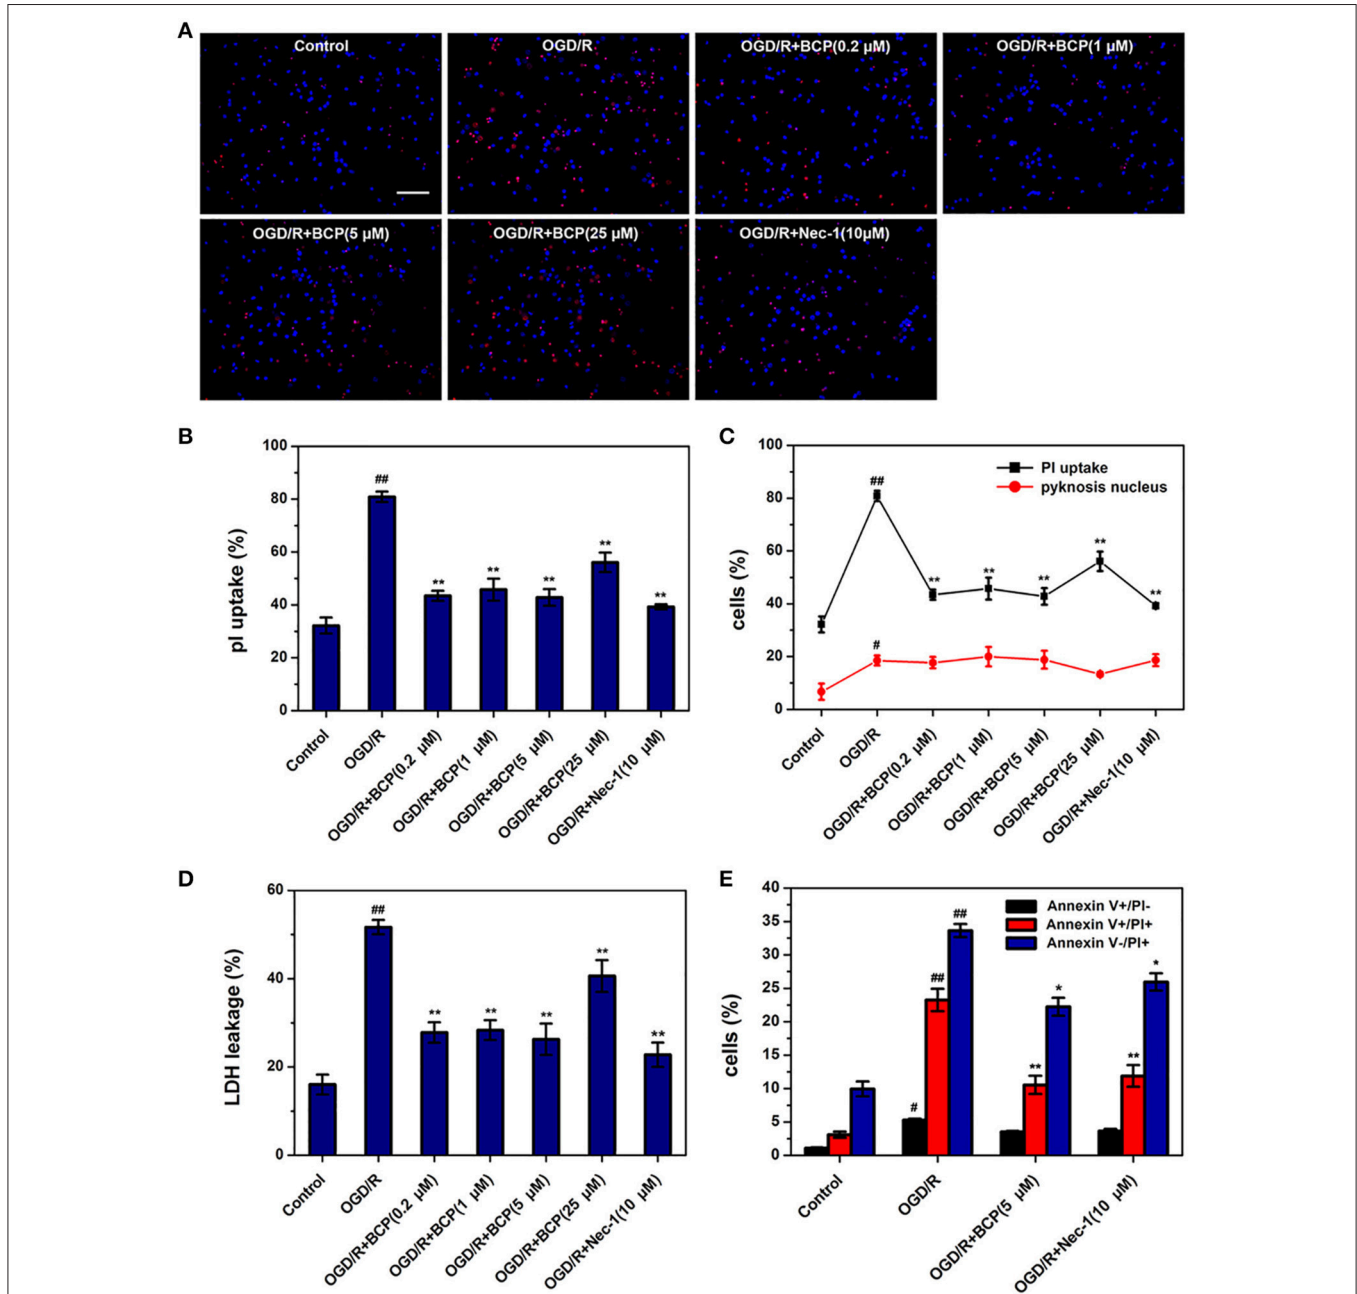 A
Control
OGD/R
OGD/R+BCP(0.2 μM)
OGD/R+BCP(1 μM)
OGD/R+BCP(5 μM)
OGD/R+BCP(25 μM)
OGD/R+Nec-1(10μM)
B
pI uptake (%)
100
80
60
40
20
0
##
**
**
**
**
**
Control
OGD/R
OGD/R+BCP(0.2 μM)
OGD/R+BCP(1 μM)
OGD/R+BCP(5 μM)
OGD/R+BCP(25 μM)
OGD/R+Nec-1(10 μM)
C
cells (%)
100
80
60
40
20
0
PI uptake
pyknosis nucleus
##
**
**
**
**
**
#
Control
OGD/R
OGD/R+BCP(0.2 μM)
OGD/R+BCP(1 μM)
OGD/R+BCP(5 μM)
OGD/R+BCP(25 μM)
OGD/R+Nec-1(10 μM)
D
LDH leakage (%)
60
40
20
0
##
**
**
**
**
**
Control
OGD/R
OGD/R+BCP(0.2 μM)
OGD/R+BCP(1 μM)
OGD/R+BCP(5 μM)
OGD/R+BCP(25 μM)
OGD/R+Nec-1(10 μM)
E
cells (%)
40
35
30
25
20
15
10
5
0
Annexin V+/PI-
Annexin V+/PI+
Annexin V-/PI+
#
##
##
**
*
**
*
Control
OGD/R
OGD/R+BCP(5 μM)
OGD/R+Nec-1(10 μM)